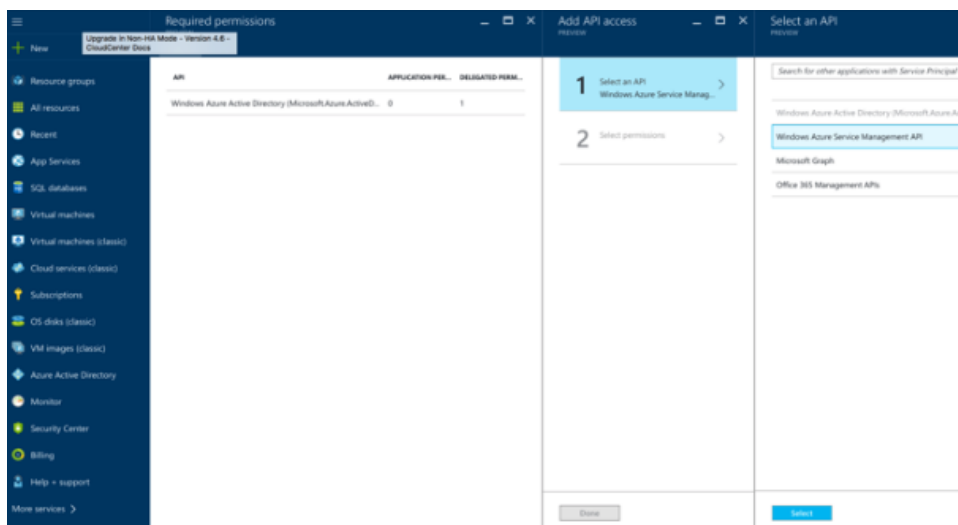 Required permissions
Upgrade in Non-HA Mode - Version 4.6 -
CloudCenter Docs
New
Resource groups
All resources
Recent
App Services
SQL databases
Virtual machines
Virtual machines (classic)
Cloud services (classic)
Subscriptions
OS disks (classic)
VM images (classic)
Azure Active Directory
Monitor
Security Center
Billing
Help + support
More services
API APPLICATION PER... DELEGATED PERM...
Windows Azure Active Directory (Microsoft.Azure.ActiveD... 0 1
Add API access
PREVIEW
1 Select an API
Windows Azure Service Manag...
2 Select permissions
Done
Select an API
PREVIEW
Search for other applications with Service Principal
Windows Azure Active Directory (Microsoft.Azure.A
Windows Azure Service Management API
Microsoft Graph
Office 365 Management APIs
Select